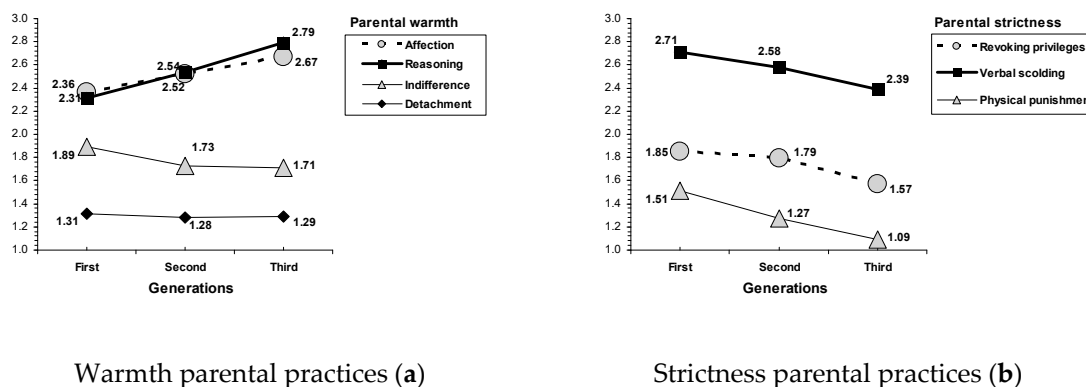 Parental warmth
Affection
Reasoning
Indifference
Detachment
3.0
2.8
2.6
2.4
2.2
2.0
1.8
1.6
1.4
1.2
1.0
2.36
2.31
2.54
2.52
2.79
2.67
1.89
1.73
1.71
1.31
1.28
1.29
First Second Third
Generations
Warmth parental practices (a)
Parental strictness
Revoking privileges
Verbal scolding
Physical punishmen
3.0
2.8
2.6
2.4
2.2
2.0
1.8
1.6
1.4
1.2
1.0
2.71
2.58
2.39
1.85
1.79
1.57
1.51
1.27
1.09
First Second Third
Generations
Strictness parental practices (b)